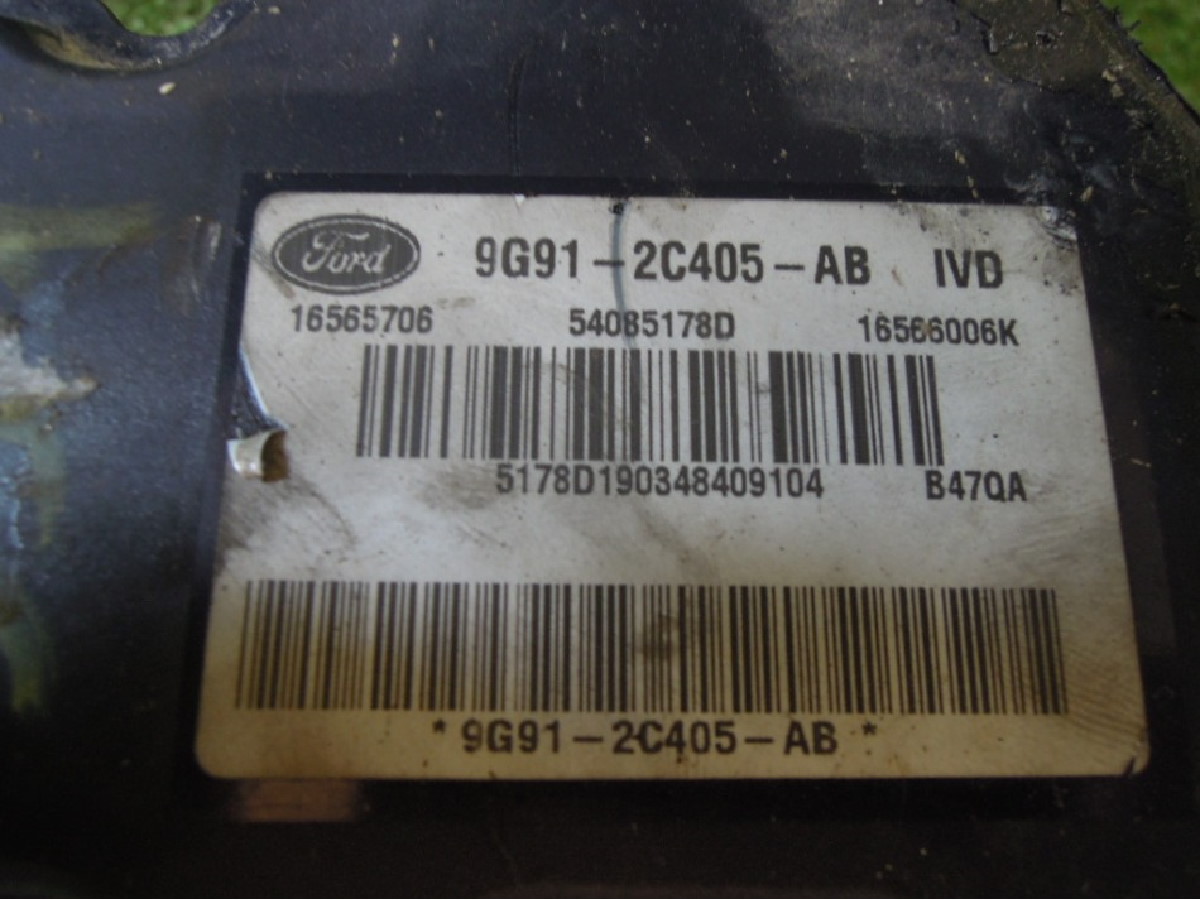 Ford 9G91-2C405-AB IVD
16565706 54085178D 16566006K
5178D190348409104 B47QA
*9G91-2C405-AB*